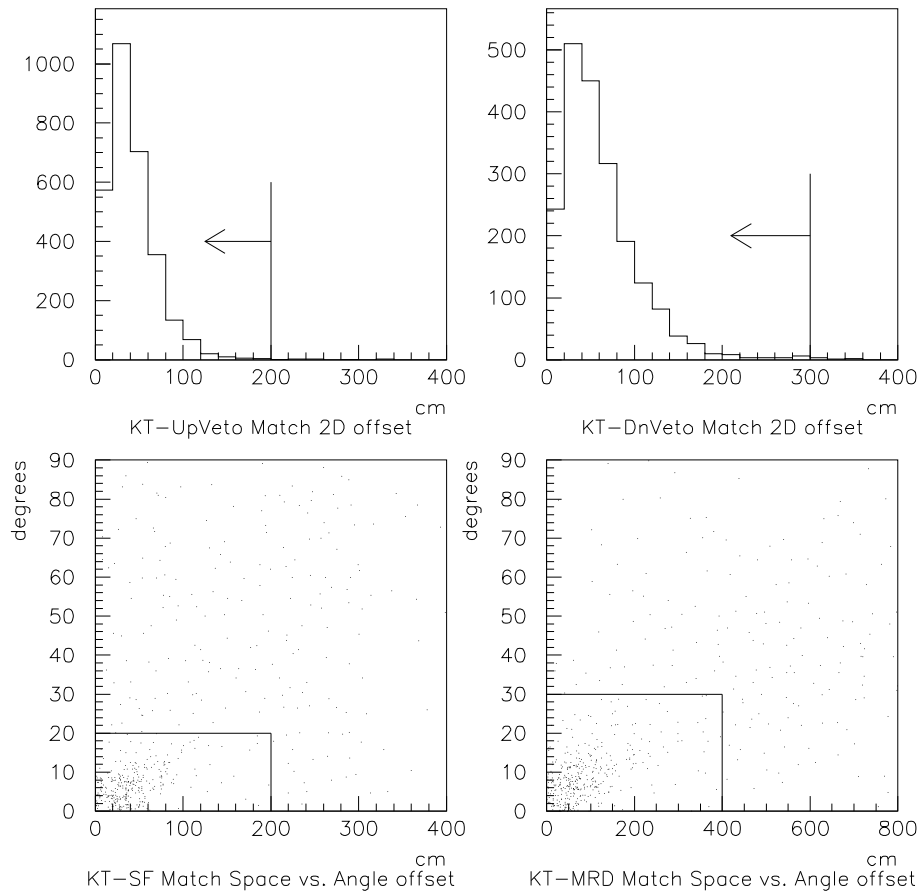 1000
800
600
400
200
0
0 100 200 300 400
cm
KT-UpVeto Match 2D offset
500
400
300
200
100
0
0 100 200 300 400
cm
KT-DnVeto Match 2D offset
degrees
90
80
70
60
50
40
30
20
10
0
0 100 200 300 400
cm
KT-SF Match Space vs. Angle offset
degrees
90
80
70
60
50
40
30
20
10
0
0 200 400 600 800
cm
KT-MRD Match Space vs. Angle offset